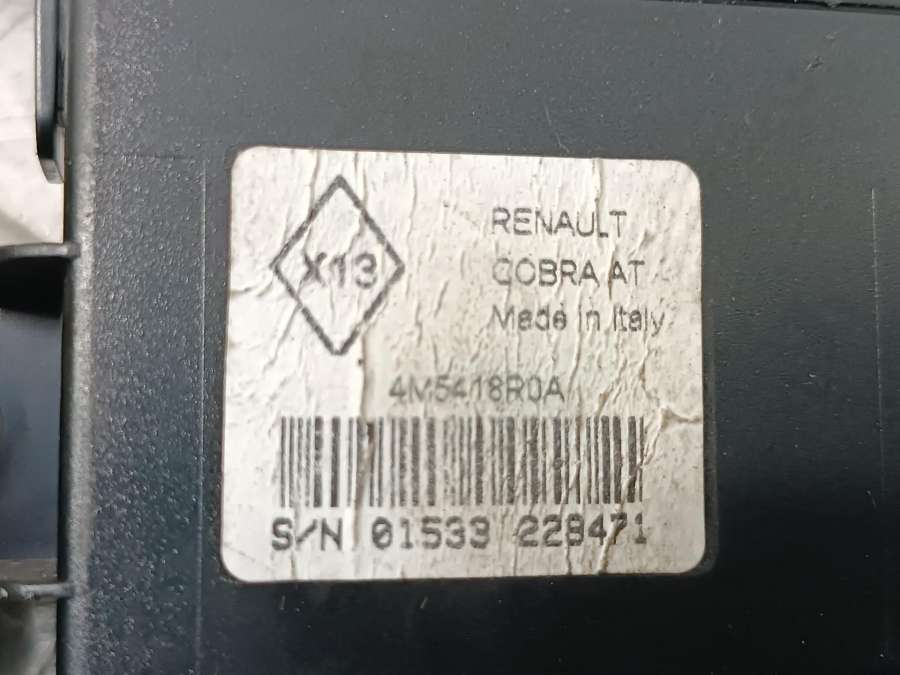 X13
RENAULT
COBRA AT
Made in Italy
4M5418R0A
S/N 01533 228471